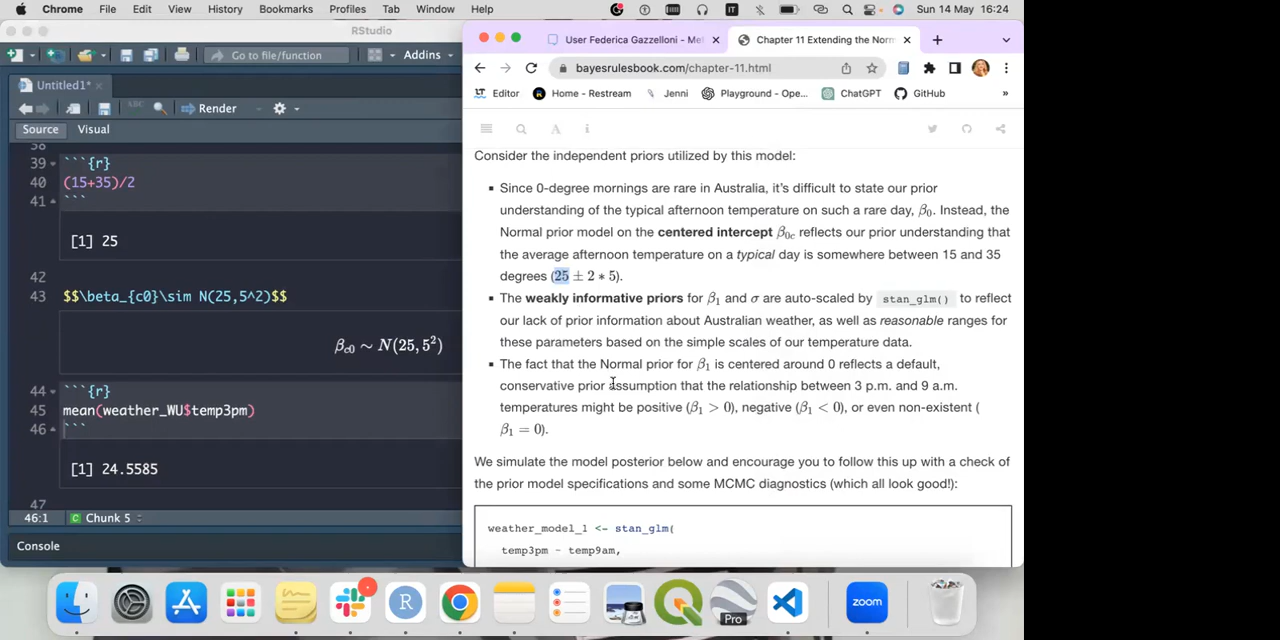 Chrome File Edit View History Bookmarks Profiles Tab Window Help IT Sun 14 May 16:24
RStudio
Go to file/function Addins
Untitled1*
Render
Source Visual
38
39 ```{r}
40 (15+35)/2
41 ```
[1] 25
42
43 $$\beta_{c0}\sim N(25,5^2)$$
β_{c0} ∼ N(25, 5²)
44 ```{r}
45 mean(weather_WU$temp3pm)
46 ```
[1] 24.5585
47
46:1 Chunk 5
Console
User Federica Gazzelloni - Me Chapter 11 Extending the Norm
bayesrulesbook.com/chapter-11.html
LT Editor Home - Restream Jenni Playground - Ope... ChatGPT GitHub
Consider the independent priors utilized by this model:
Since 0-degree mornings are rare in Australia, it's difficult to state our prior
understanding of the typical afternoon temperature on such a rare day, β₀. Instead, the
Normal prior model on the centered intercept β₀c reflects our prior understanding that
the average afternoon temperature on a typical day is somewhere between 15 and 35
degrees (25 ± 2 * 5).
The weakly informative priors for β₁ and σ are auto-scaled by stan_glm() to reflect
our lack of prior information about Australian weather, as well as reasonable ranges for
these parameters based on the simple scales of our temperature data.
The fact that the Normal prior for β₁ is centered around 0 reflects a default,
conservative prior assumption that the relationship between 3 p.m. and 9 a.m.
temperatures might be positive (β₁ > 0), negative (β₁ < 0), or even non-existent (
β₁ = 0).
We simulate the model posterior below and encourage you to follow this up with a check of
the prior model specifications and some MCMC diagnostics (which all look good!):
weather_model_1 <- stan_glm(
temp3pm ~ temp9am,
R Pro zoom